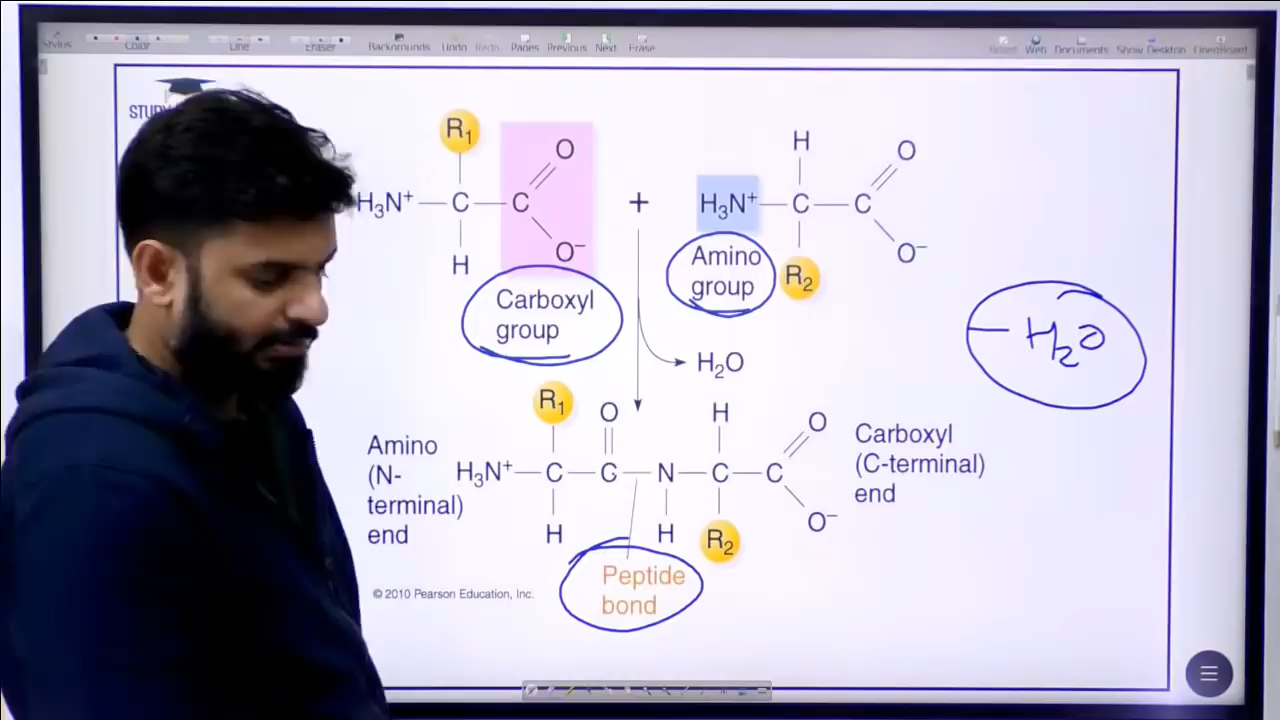 Stylus Color Line Eraser Backgrounds Undo Redo Pages Previous Next Erase Board Web Documents Show Desktop OpenBoard
R1
H
O
O
H3N+ — C — C
+
H3N+ — C — C
O−
O−
H
Amino
group
R2
Carboxyl
group
− H2O
H2O
R1
O
H
O
Amino
(N-
terminal)
end
H3N+ — C — C — N — C — C
Carboxyl
(C-terminal)
end
O−
H
H
R2
Peptide
bond
© 2010 Pearson Education, Inc.